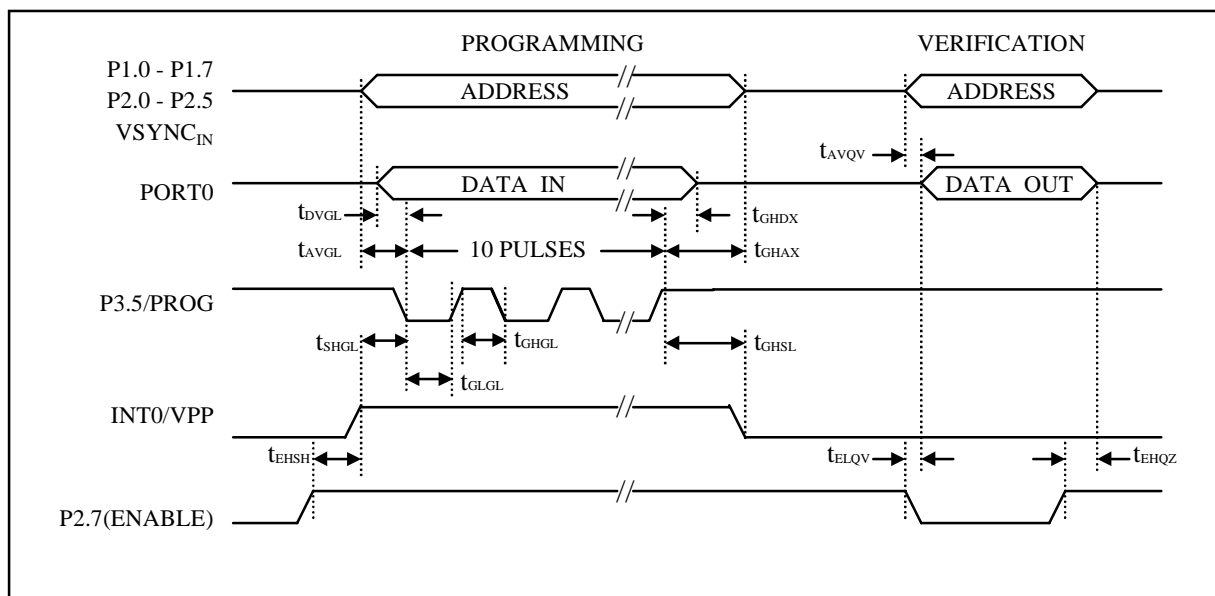 PROGRAMMING
VERIFICATION
P1.0 - P1.7
P2.0 - P2.5
VSYNCIN
ADDRESS
ADDRESS
tAVQV
PORT0
DATA IN
DATA OUT
tDVGL
tGHDX
tAVGL
10 PULSES
tGHAX
P3.5/PROG
tSHGL
tGHGL
tGHSL
tGLGL
INT0/VPP
tEHSH
tELQV
tEHQZ
P2.7(ENABLE)